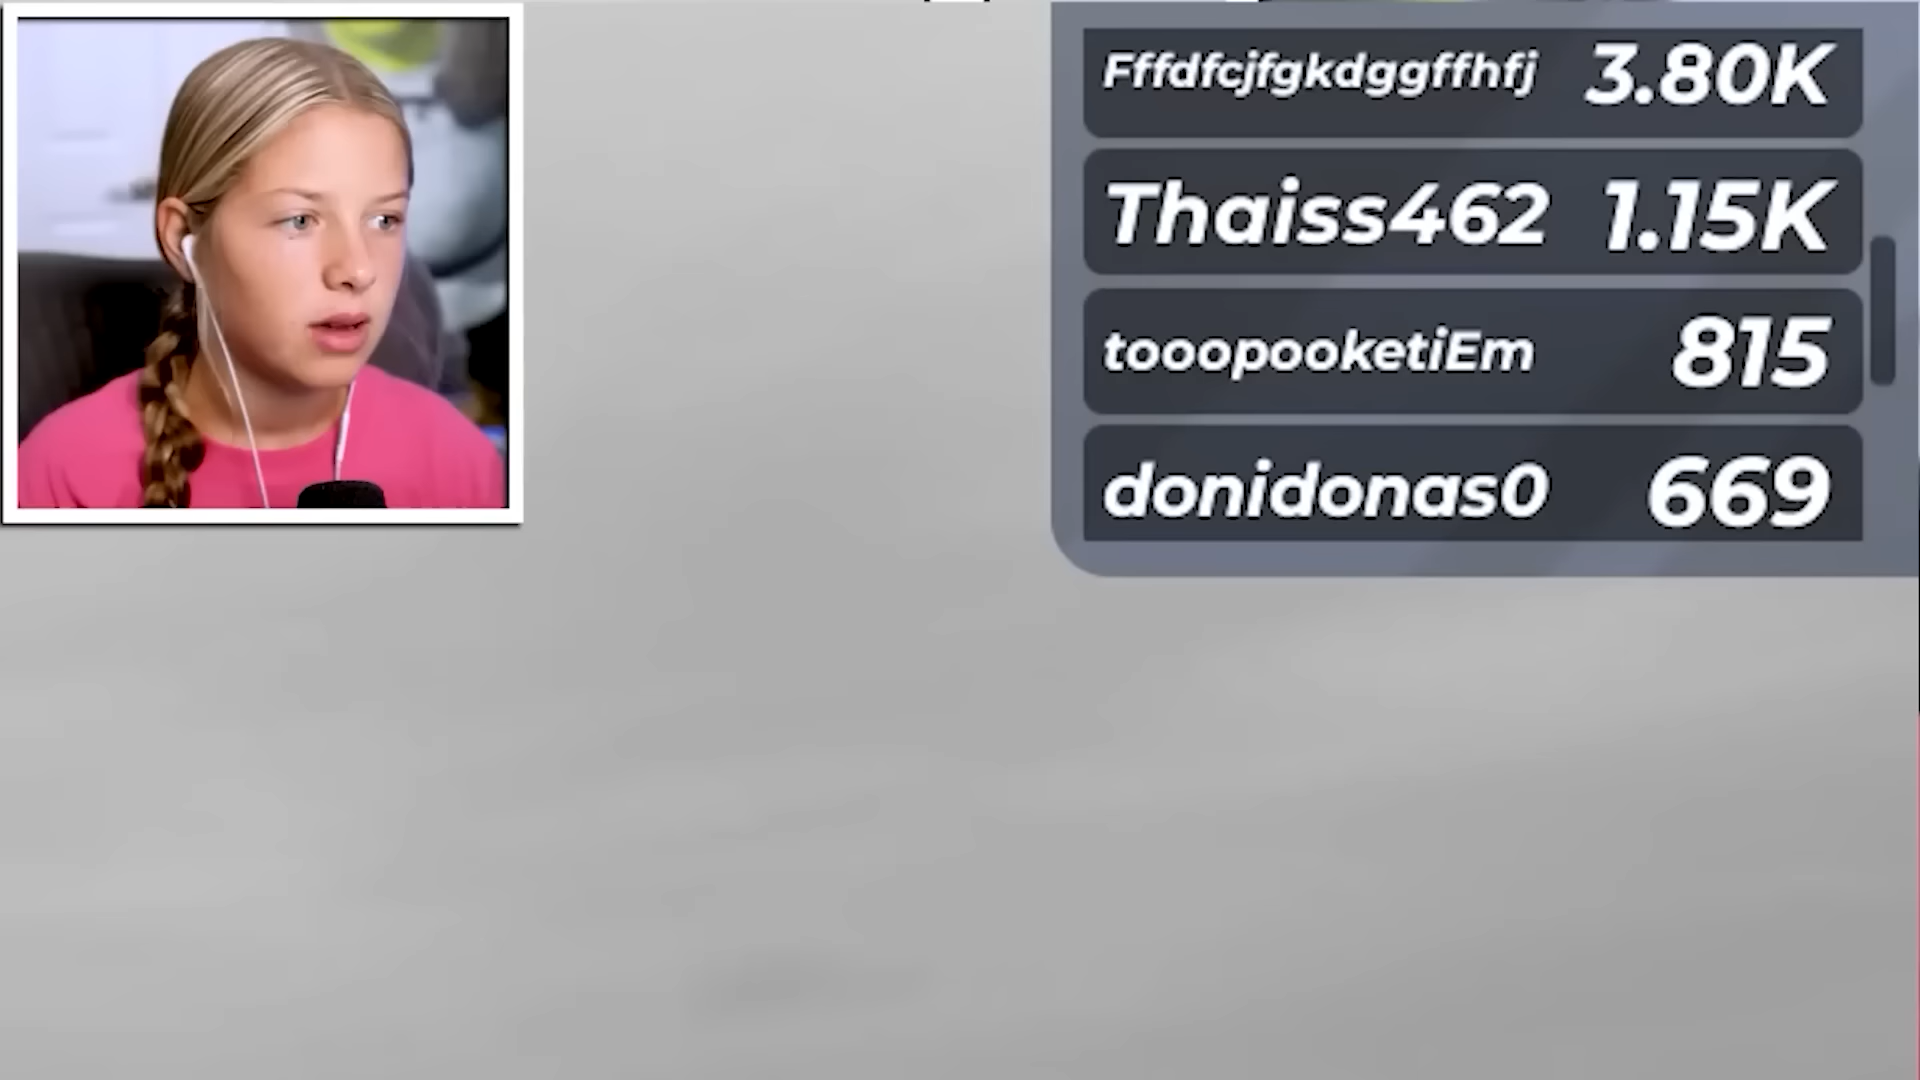 Fffdfcjfgkdggffhfj 3.80K
Thaiss462 1.15K
tooopooketiEm 815
donidonas0 669